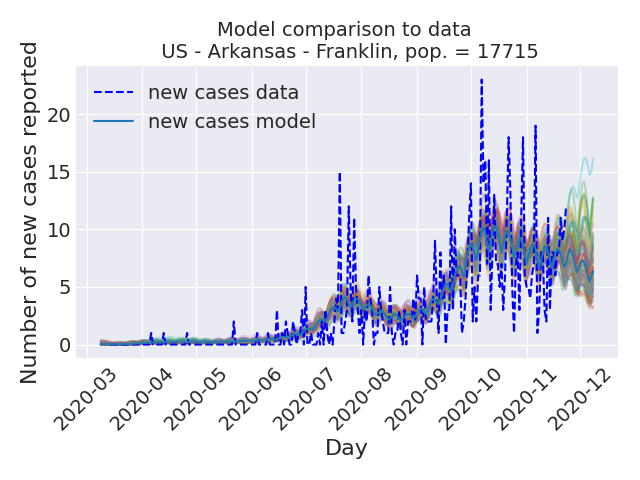 Model comparison to data
US - Arkansas - Franklin, pop. = 17715
Number of new cases reported
20
15
10
5
0
new cases data
new cases model
2020-03
2020-04
2020-05
2020-06
2020-07
2020-08
2020-09
2020-10
2020-11
2020-12
Day